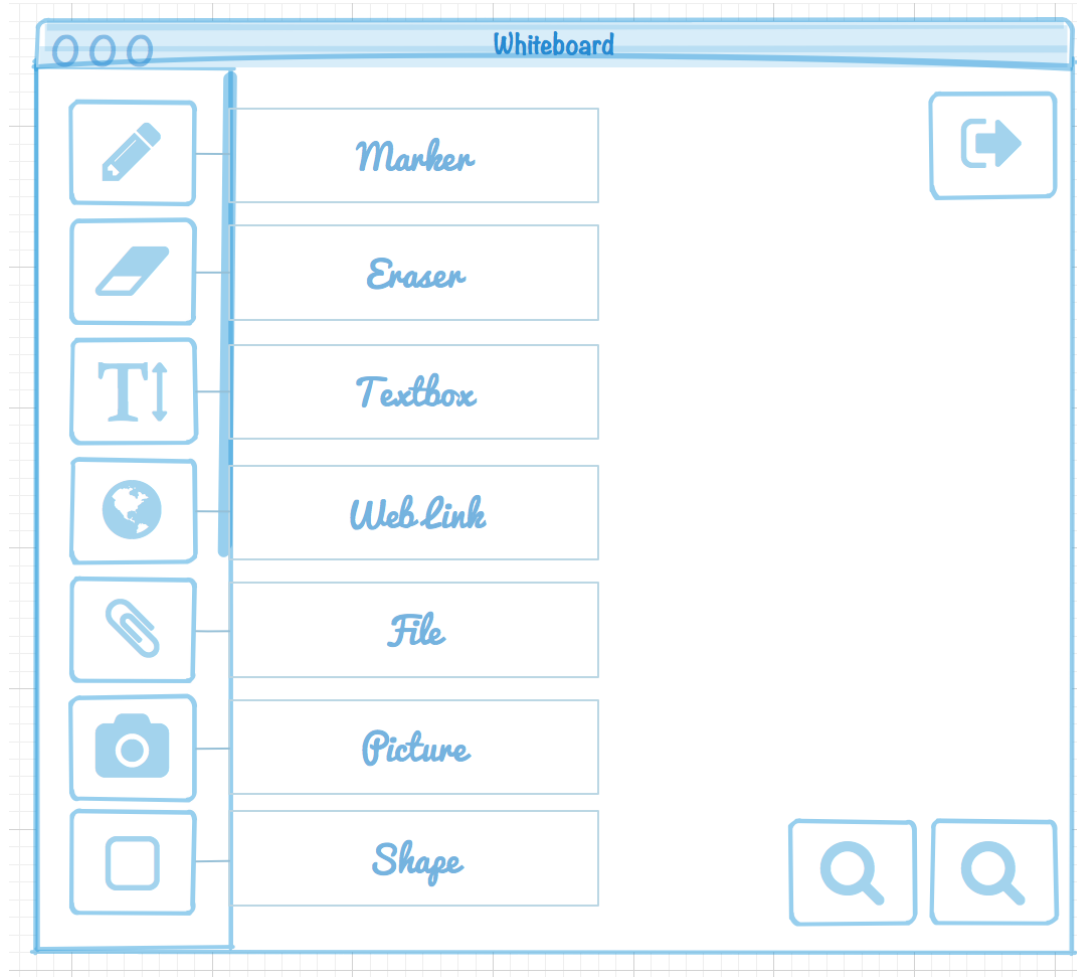 Whiteboard
Marker
Eraser
T
Textbox
Web Link
File
Picture
Shape